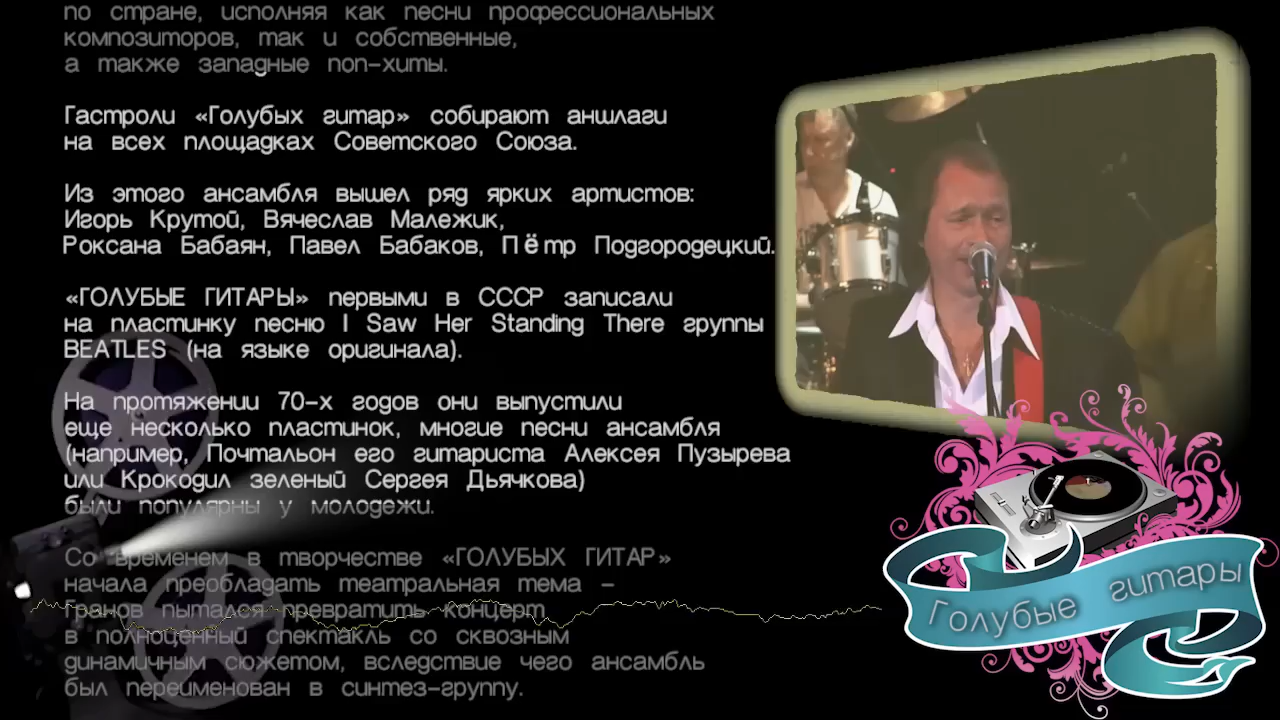 по стране, исполняя как песни профессиональных
композиторов, так и собственные,
а также западные поп-хиты.
Гастроли «Голубых гитар» собирают аншлаги
на всех площадках Советского Союза.
Из этого ансамбля вышел ряд ярких артистов:
Игорь Крутой, Вячеслав Малежик,
Роксана Бабаян, Павел Бабаков, Пётр Подгородецкий.
«ГОЛУБЫЕ ГИТАРЫ» первыми в СССР записали
на пластинку песню I Saw Her Standing There группы
BEATLES (на языке оригинала).
На протяжении 70-х годов они выпустили
еще несколько пластинок, многие песни ансамбля
(например, Почтальон его гитариста Алексея Пузырева
или Крокодил зеленый Сергея Дьячкова)
были популярны у молодежи.
Со временем в творчестве «ГОЛУБЫХ ГИТАР»
начала преобладать театральная тема –
Гранов пытался превратить концерт
в полноценный спектакль со сквозным
динамичным сюжетом, вследствие чего ансамбль
был переименован в синтез-группу.
Голубые гитары